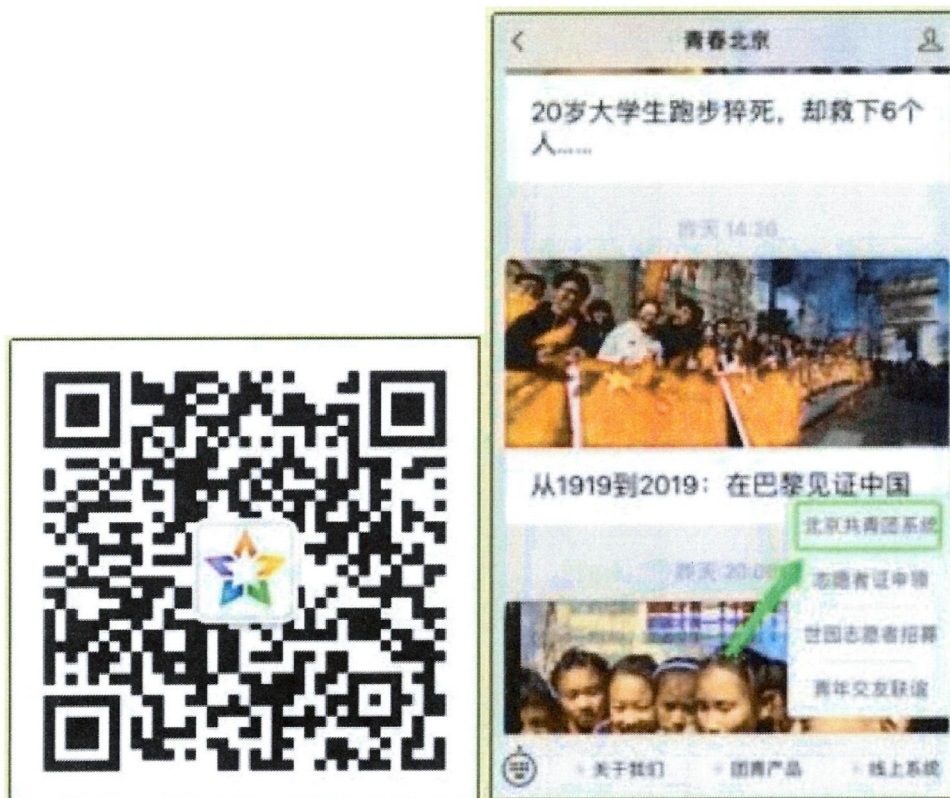 青春北京
20岁大学生跑步猝死，却救下6个
人……
昨天 14:36
从1919到2019：在巴黎见证中国
北京共青团系统
昨天 20:0
志愿者证申领
世园志愿者招募
青年交友联谊
关于我们
团青产品
线上系统